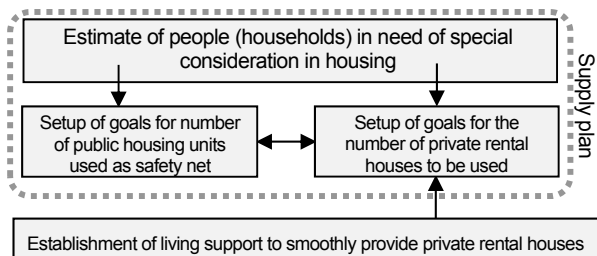 Estimate of people (households) in need of special
consideration in housing
Setup of goals for number
of public housing units
used as safety net
Setup of goals for the
number of private rental
houses to be used
Supply plan
Establishment of living support to smoothly provide private rental houses